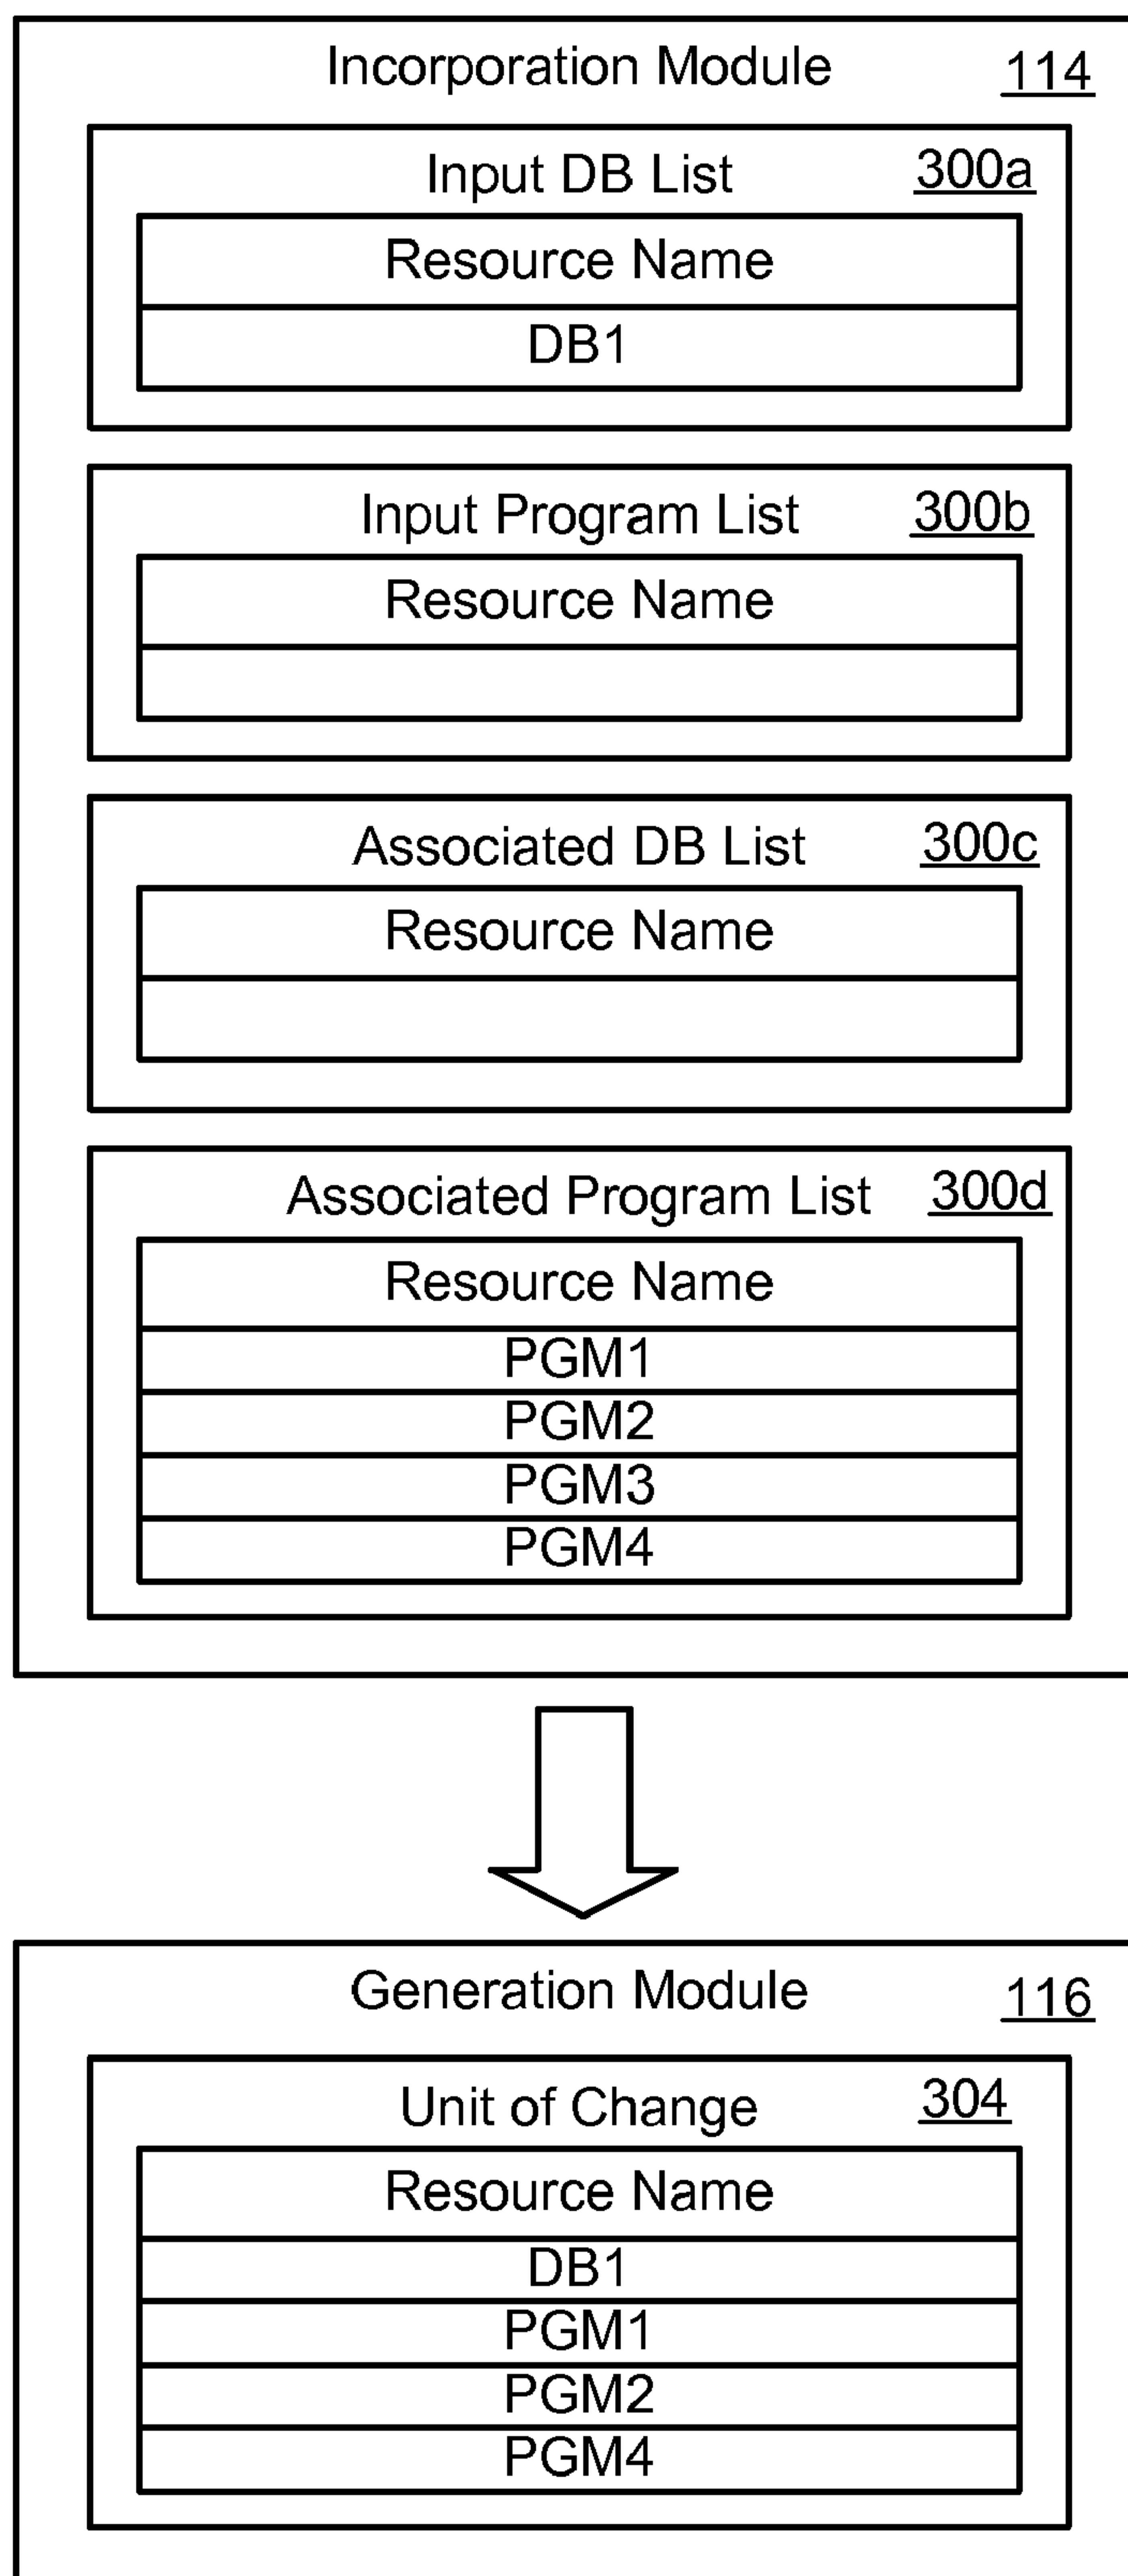 Incorporation Module 114
Input DB List 300a
Resource Name
DB1
Input Program List 300b
Resource Name
Associated DB List 300c
Resource Name
Associated Program List 300d
Resource Name
PGM1
PGM2
PGM3
PGM4
Generation Module 116
Unit of Change 304
Resource Name
DB1
PGM1
PGM2
PGM4